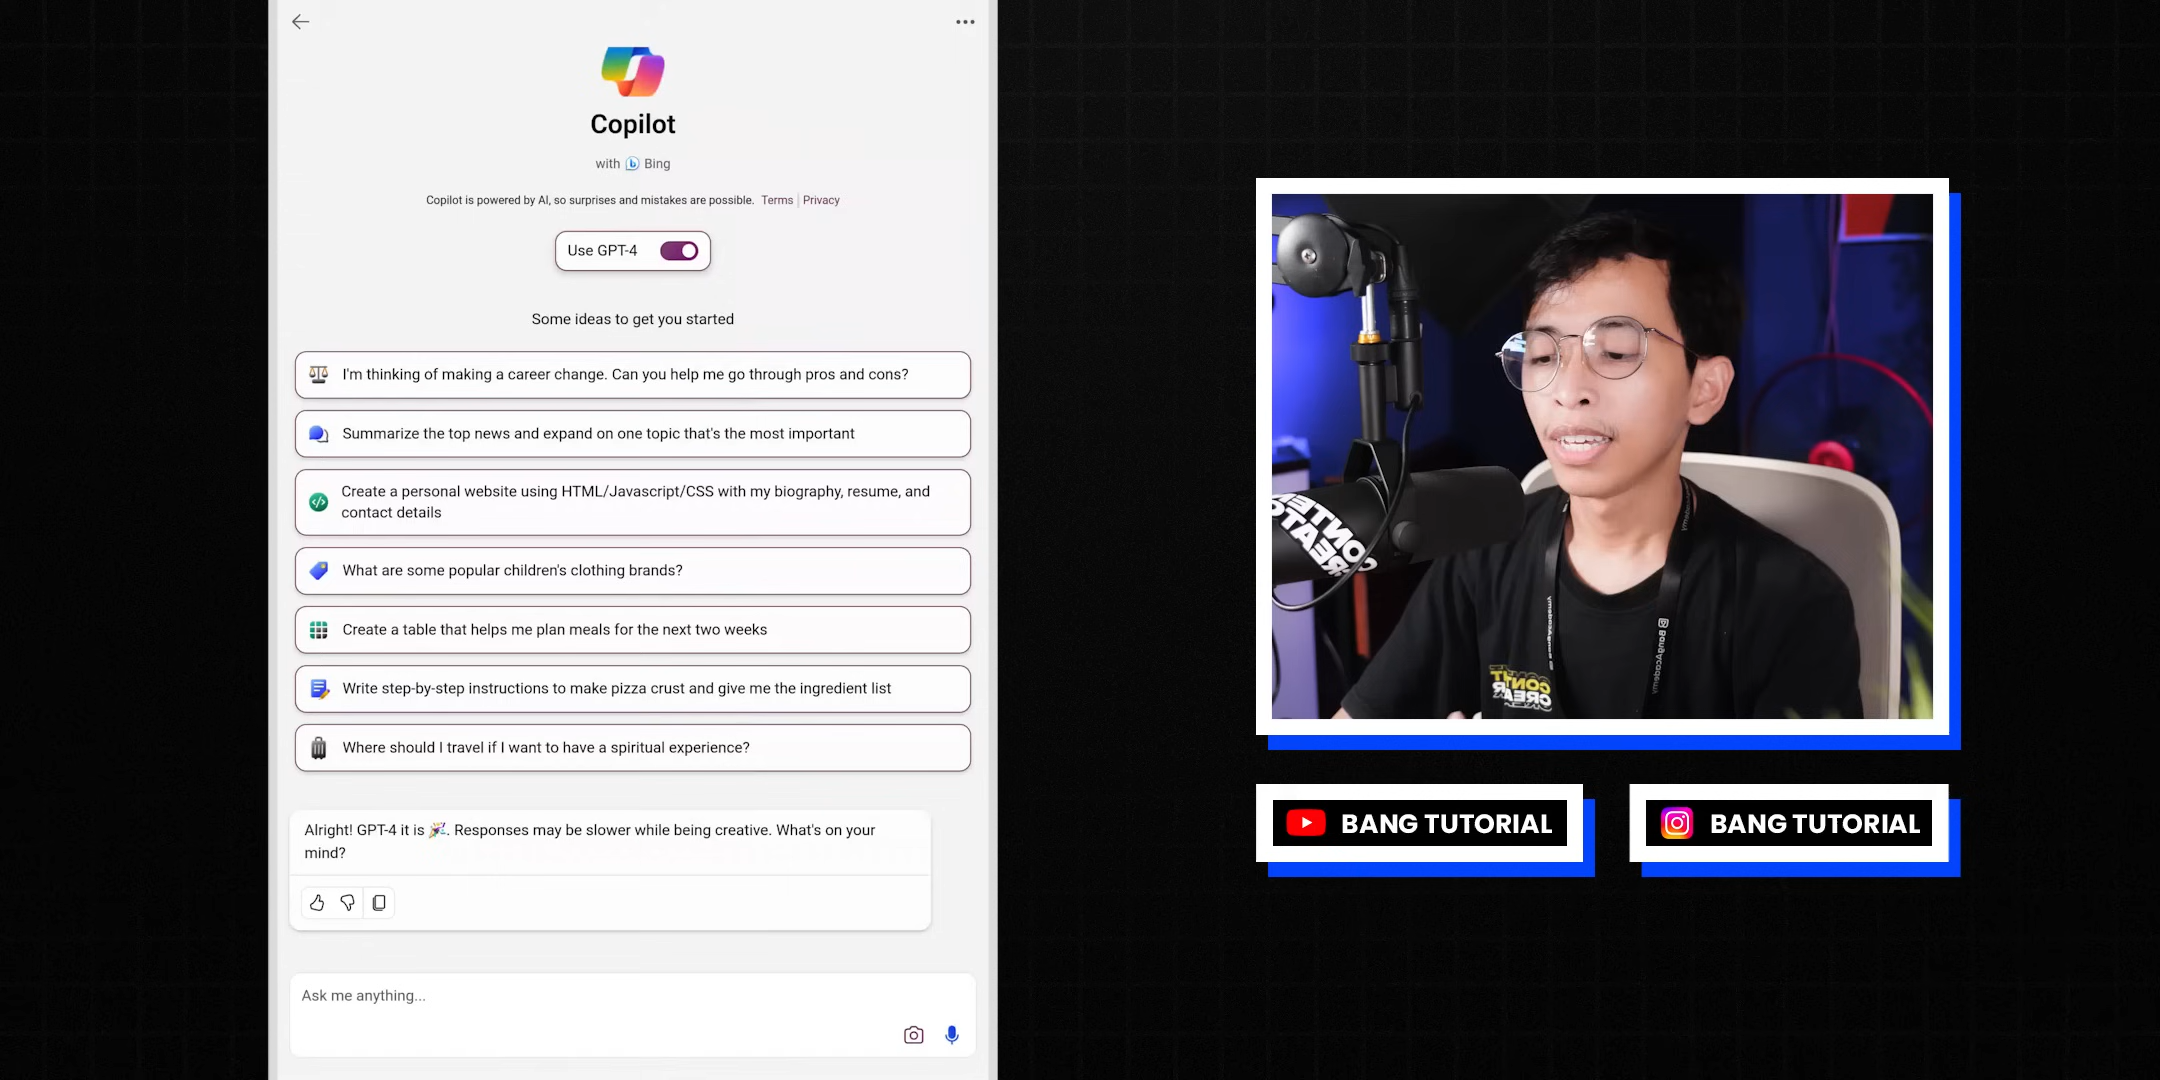 Copilot
with Bing
Copilot is powered by AI, so surprises and mistakes are possible. Terms | Privacy
Use GPT-4
Some ideas to get you started
I'm thinking of making a career change. Can you help me go through pros and cons?
Summarize the top news and expand on one topic that's the most important
Create a personal website using HTML/Javascript/CSS with my biography, resume, and
contact details
What are some popular children's clothing brands?
Create a table that helps me plan meals for the next two weeks
Write step-by-step instructions to make pizza crust and give me the ingredient list
Where should I travel if I want to have a spiritual experience?
Alright! GPT-4 it is 🎉. Responses may be slower while being creative. What's on your
mind?
Ask me anything...
BANG TUTORIAL
BANG TUTORIAL